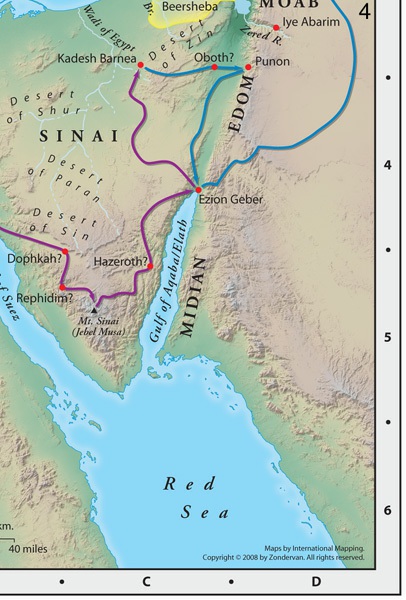 MOAB
4
Beersheba
Iye Abarim
Wadi of Egypt
Desert
of Zin
Zered R.
Kadesh Barnea
Oboth?
Punon
Desert
of Shur
EDOM
SINAI
4
Desert
of Paran
Ezion Geber
Desert
of Sin
Dophkah?
Hazeroth?
Gulf of Aqaba/Elath
MIDIAN
Rephidim?
of Suez
Mt. Sinai
(Jebel Musa)
5
Red
Sea
6
km.
40 miles
Maps by International Mapping.
Copyright © 2008 by Zondervan. All rights reserved.
C
D